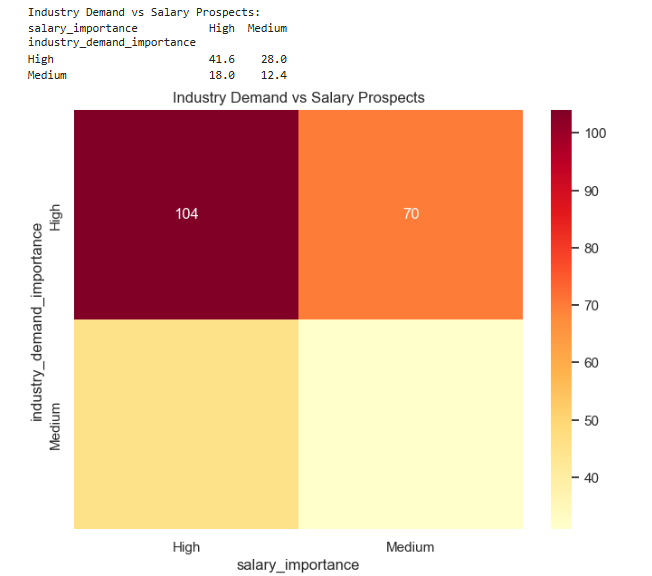 Industry Demand vs Salary Prospects:
salary_importance High Medium
industry_demand_importance
High 41.6 28.0
Medium 18.0 12.4
Industry Demand vs Salary Prospects
104 70
High
Medium
industry_demand_importance
High Medium
salary_importance
100
90
80
70
60
50
40